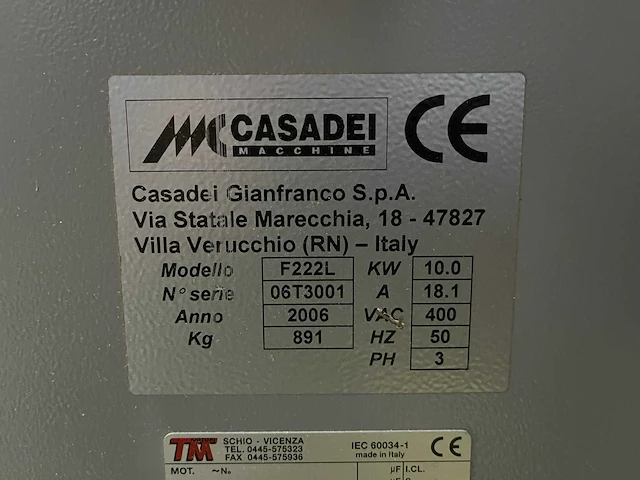 CASADEI
MACCHINE
CE
Casadei Gianfranco S.p.A.
Via Statale Marecchia, 18 - 47827
Villa Verucchio (RN) – Italy
Modello F222L KW 10.0
N° serie 06T3001 A 18.1
Anno 2006 VAC 400
Kg 891 HZ 50
PH 3
TM SCHIO - VICENZA IEC 60034-1 CE
TEL. 0445-575323 made in Italy
FAX 0445-575936
MOT. ~N° µF I.CL.